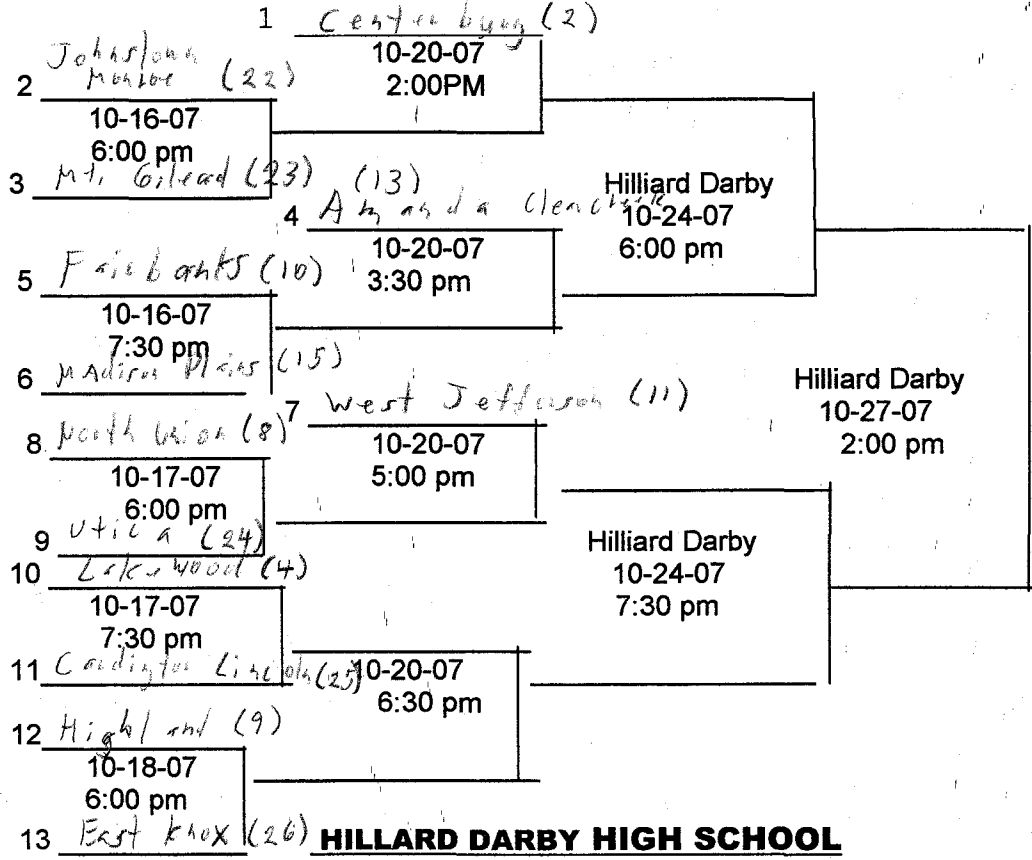 1 Centerburg (2)
10-20-07
2:00PM
2 Johnstown
Monroe (22)
10-16-07
6:00 pm
3 Mt. Gilead (23)
(13)
4 Amanda Clearcreek
10-20-07
3:30 pm
Hilliard Darby
10-24-07
6:00 pm
5 Fairbanks (10)
10-16-07
7:30 pm
6 Madison Plains (15)
7 West Jefferson (11)
10-20-07
5:00 pm
Hilliard Darby
10-27-07
2:00 pm
8 North Union (8)
10-17-07
6:00 pm
9 Utica (24)
10 Lakewood (4)
10-17-07
7:30 pm
Hilliard Darby
10-24-07
7:30 pm
11 Cardington Lincoln (25)
10-20-07
6:30 pm
12 Highland (9)
10-18-07
6:00 pm
13 East Knox (26)
HILLARD DARBY HIGH SCHOOL